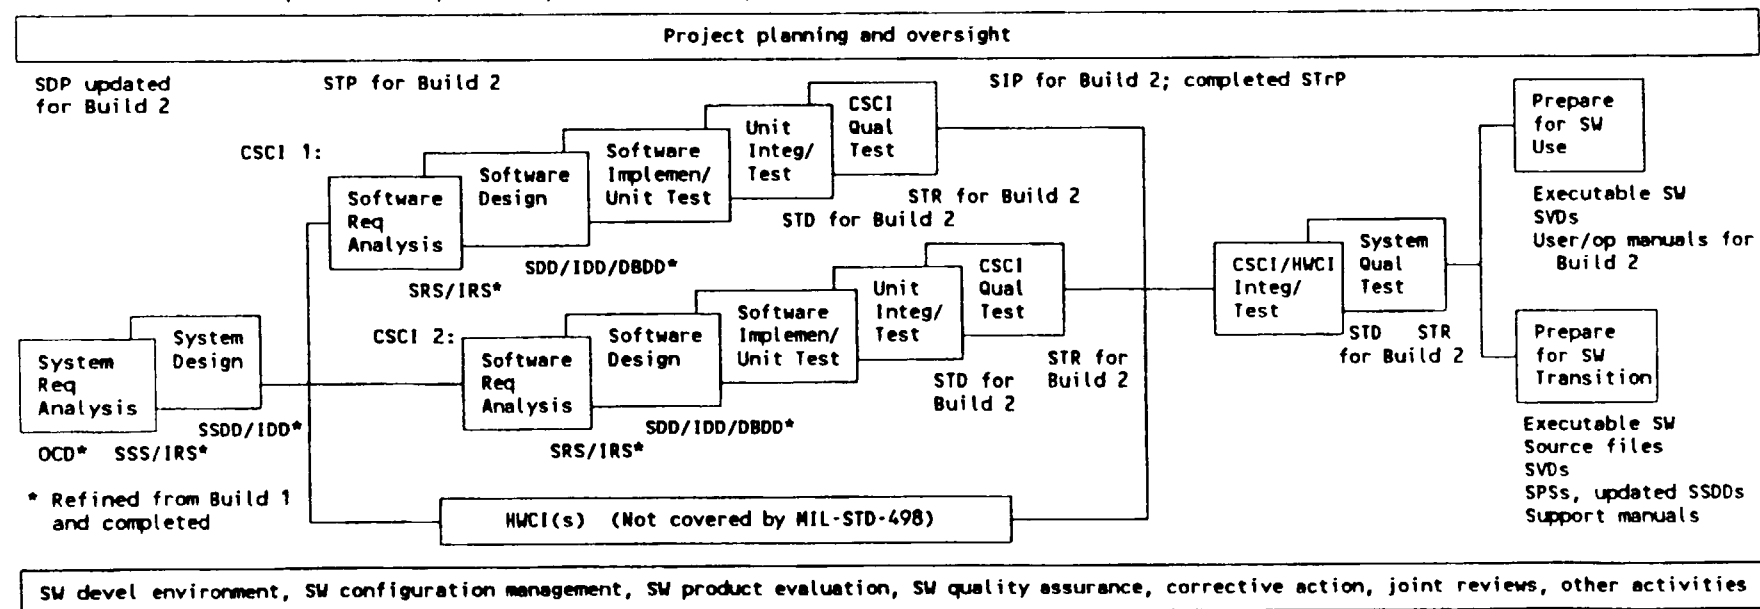 Project planning and oversight
SDP updated
for Build 2
STP for Build 2
SIP for Build 2; completed STrP
CSCI 1:
Software
Req
Analysis
Software
Design
Software
Implemen/
Unit Test
Unit
Integ/
Test
CSCI
Qual
Test
SRS/IRS*
SDD/IDD/DBDD*
STD for Build 2
STR for Build 2
System
Req
Analysis
System
Design
OCD* SSS/IRS*
SSDD/IDD*
* Refined from Build 1
and completed
CSCI 2:
Software
Req
Analysis
Software
Design
Software
Implemen/
Unit Test
Unit
Integ/
Test
CSCI
Qual
Test
SRS/IRS*
SDD/IDD/DBDD*
STD for
Build 2
STR for
Build 2
HWCI(s) (Not covered by MIL-STD-498)
CSCI/HWCI
Integ/
Test
System
Qual
Test
STD STR
for Build 2
Prepare
for SW
Use
Executable SW
SVDs
User/op manuals for
Build 2
Prepare
for SW
Transition
Executable SW
Source files
SVDs
SPSs, updated SSDDs
Support manuals
SW devel environment, SW configuration management, SW product evaluation, SW quality assurance, corrective action, joint reviews, other activities